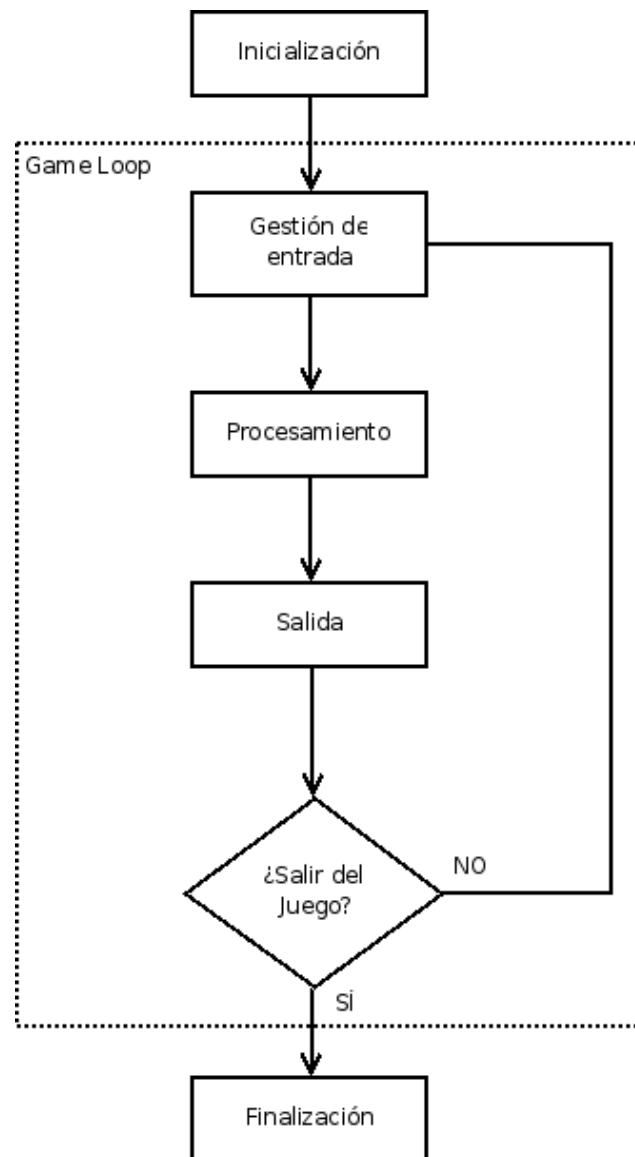 Inicialización
Game Loop
Gestión de
entrada
Procesamiento
Salida
¿Salir del
Juego?
NO
SÍ
Finalización